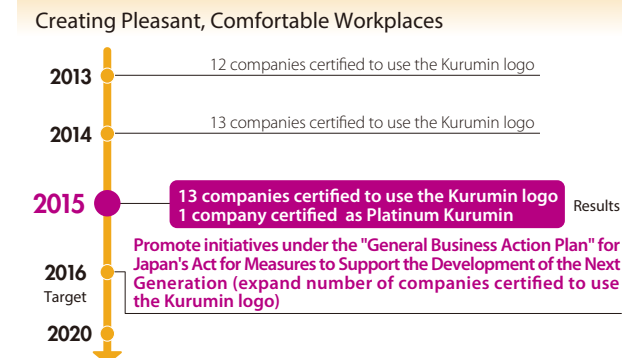 Creating Pleasant, Comfortable Workplaces
2013
12 companies certified to use the Kurumin logo
2014
13 companies certified to use the Kurumin logo
2015
13 companies certified to use the Kurumin logo
1 company certified as Platinum Kurumin
Results
Promote initiatives under the "General Business Action Plan" for
Japan's Act for Measures to Support the Development of the Next
Generation (expand number of companies certified to use
the Kurumin logo)
2016
Target
2020